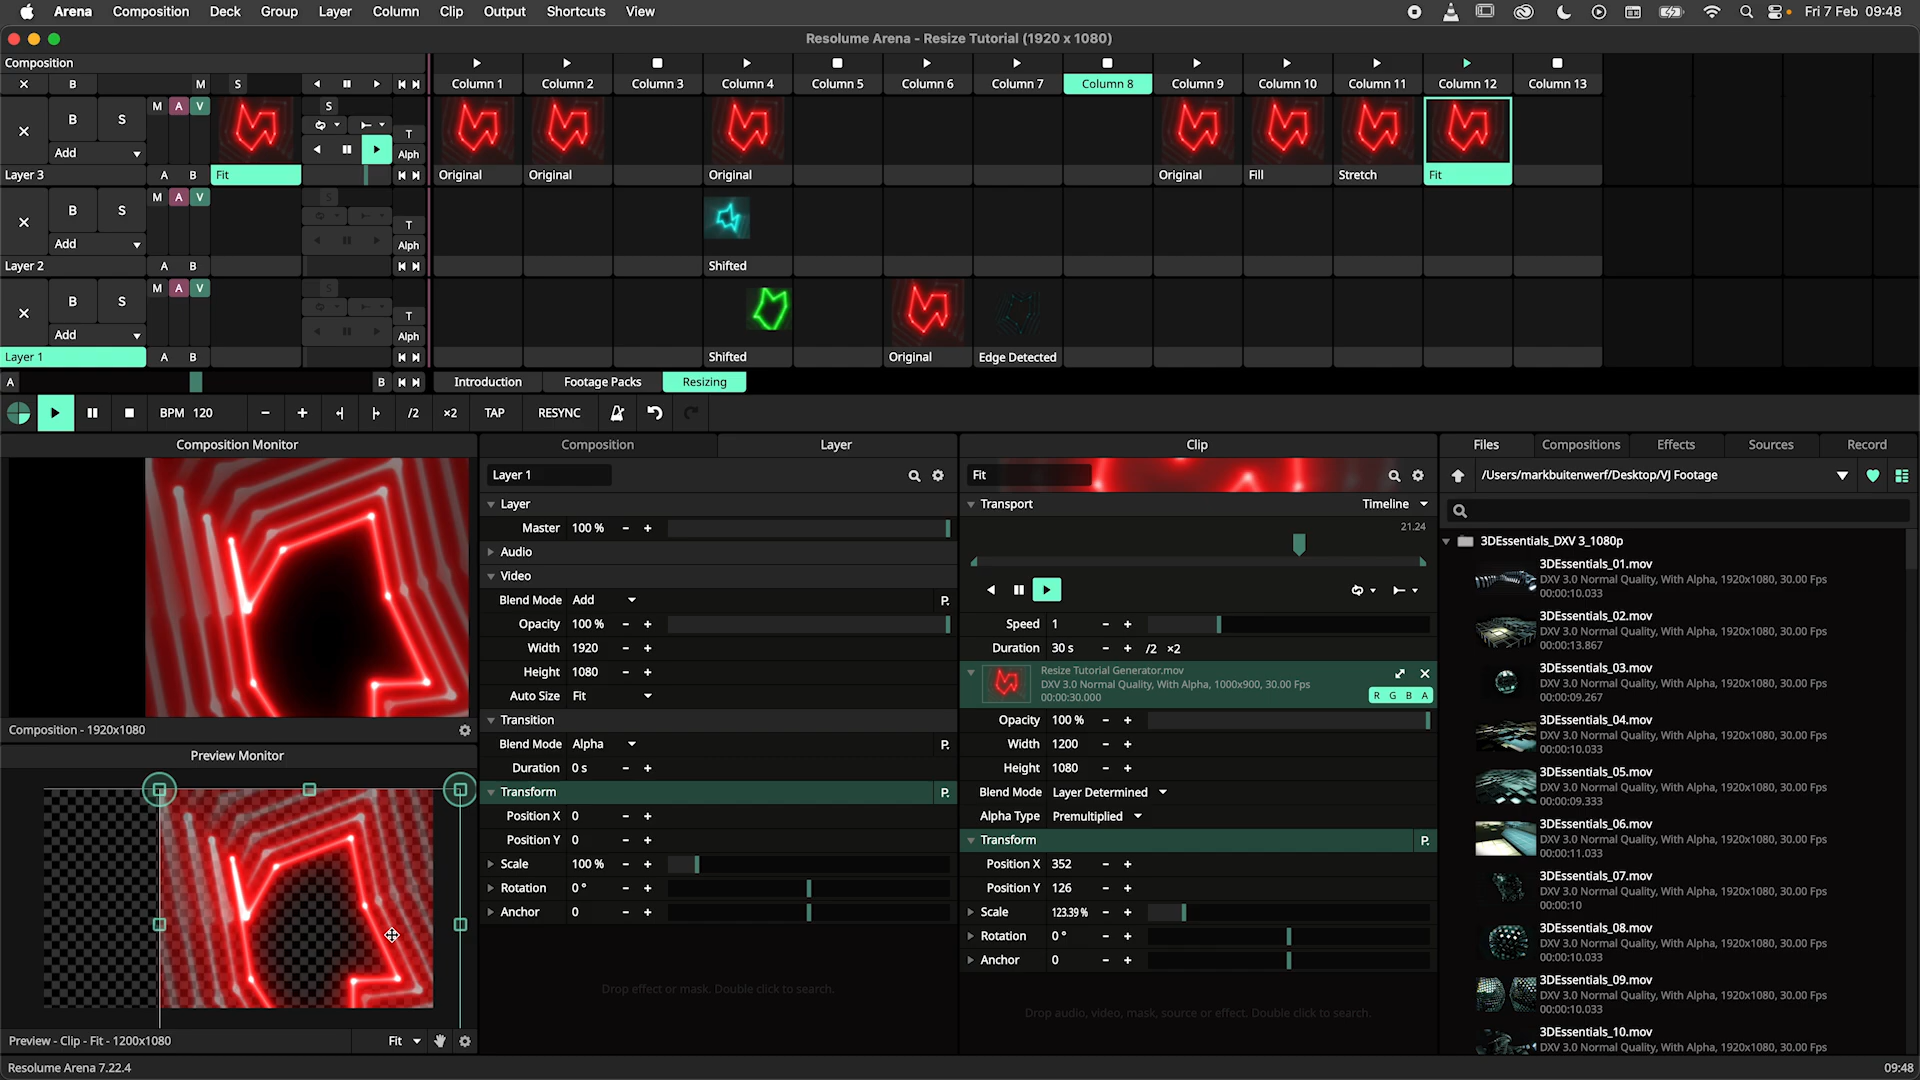 Arena Composition Deck Group Layer Column Clip Output Shortcuts View Fri 7 Feb 09:48
Resolume Arena - Resize Tutorial (1920 x 1080)
Composition
B M S Column 1 Column 2 Column 3 Column 4 Column 5 Column 6 Column 7 Column 8 Column 9 Column 10 Column 11 Column 12 Column 13
M A V S
B S
T
Add Alph
Layer 3 A B Fit Original Original Original Original Fill Stretch Fit
M A V S
B S
T
Add Alph
Layer 2 A B Shifted
M A V S
B S
T
Add Alph
Layer 1 A B Shifted Original Edge Detected
A B Introduction Footage Packs Resizing
BPM 120 - + /2 ×2 TAP RESYNC
Composition Monitor
Composition - 1920x1080
Preview Monitor
Preview - Clip - Fit - 1200x1080 Fit
Composition Layer
Layer 1
Layer
Master 100 % - +
Audio
Video
Blend Mode Add P.
Opacity 100 % - +
Width 1920 - +
Height 1080 - +
Auto Size Fit
Transition
Blend Mode Alpha P.
Duration 0 s - +
Transform P.
Position X 0 - +
Position Y 0 - +
Scale 100 % - +
Rotation 0 ° - +
Anchor 0 - +
Drop effect or mask. Double click to search.
Clip
Fit
Transport Timeline
21.24
Speed 1 - +
Duration 30 s - + /2 ×2
Resize Tutorial Generator.mov
DXV 3.0 Normal Quality, With Alpha, 1000x900, 30.00 Fps
00:00:30.000
R G B A
Opacity 100 % - +
Width 1200 - +
Height 1080 - +
Blend Mode Layer Determined
Alpha Type Premultiplied
Transform P.
Position X 352 - +
Position Y 126 - +
Scale 123.39 % - +
Rotation 0 ° - +
Anchor 0 - +
Drop audio, video, mask, source or effect. Double click to search.
Files Compositions Effects Sources Record
/Users/markbuitenwerf/Desktop/VJ Footage
3DEssentials_DXV 3_1080p
3DEssentials_01.mov
DXV 3.0 Normal Quality, With Alpha, 1920x1080, 30.00 Fps
00:00:10.033
3DEssentials_02.mov
DXV 3.0 Normal Quality, With Alpha, 1920x1080, 30.00 Fps
00:00:13.867
3DEssentials_03.mov
DXV 3.0 Normal Quality, With Alpha, 1920x1080, 30.00 Fps
00:00:09.267
3DEssentials_04.mov
DXV 3.0 Normal Quality, With Alpha, 1920x1080, 30.00 Fps
00:00:10.033
3DEssentials_05.mov
DXV 3.0 Normal Quality, With Alpha, 1920x1080, 30.00 Fps
00:00:09.333
3DEssentials_06.mov
DXV 3.0 Normal Quality, With Alpha, 1920x1080, 30.00 Fps
00:00:11.033
3DEssentials_07.mov
DXV 3.0 Normal Quality, With Alpha, 1920x1080, 30.00 Fps
00:00:10
3DEssentials_08.mov
DXV 3.0 Normal Quality, With Alpha, 1920x1080, 30.00 Fps
00:00:10.033
3DEssentials_09.mov
DXV 3.0 Normal Quality, With Alpha, 1920x1080, 30.00 Fps
00:00:10.033
3DEssentials_10.mov
DXV 3.0 Normal Quality, With Alpha, 1920x1080, 30.00 Fps
Resolume Arena 7.22.4 09:48